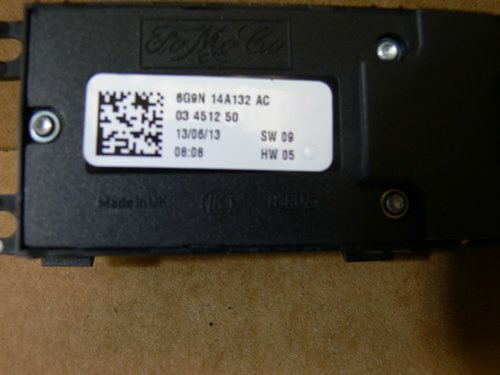 FoMoCo
6G9N 14A132 AC
03 4512 50
13/06/13 SW 09
08:08 HW 05
Made in UK